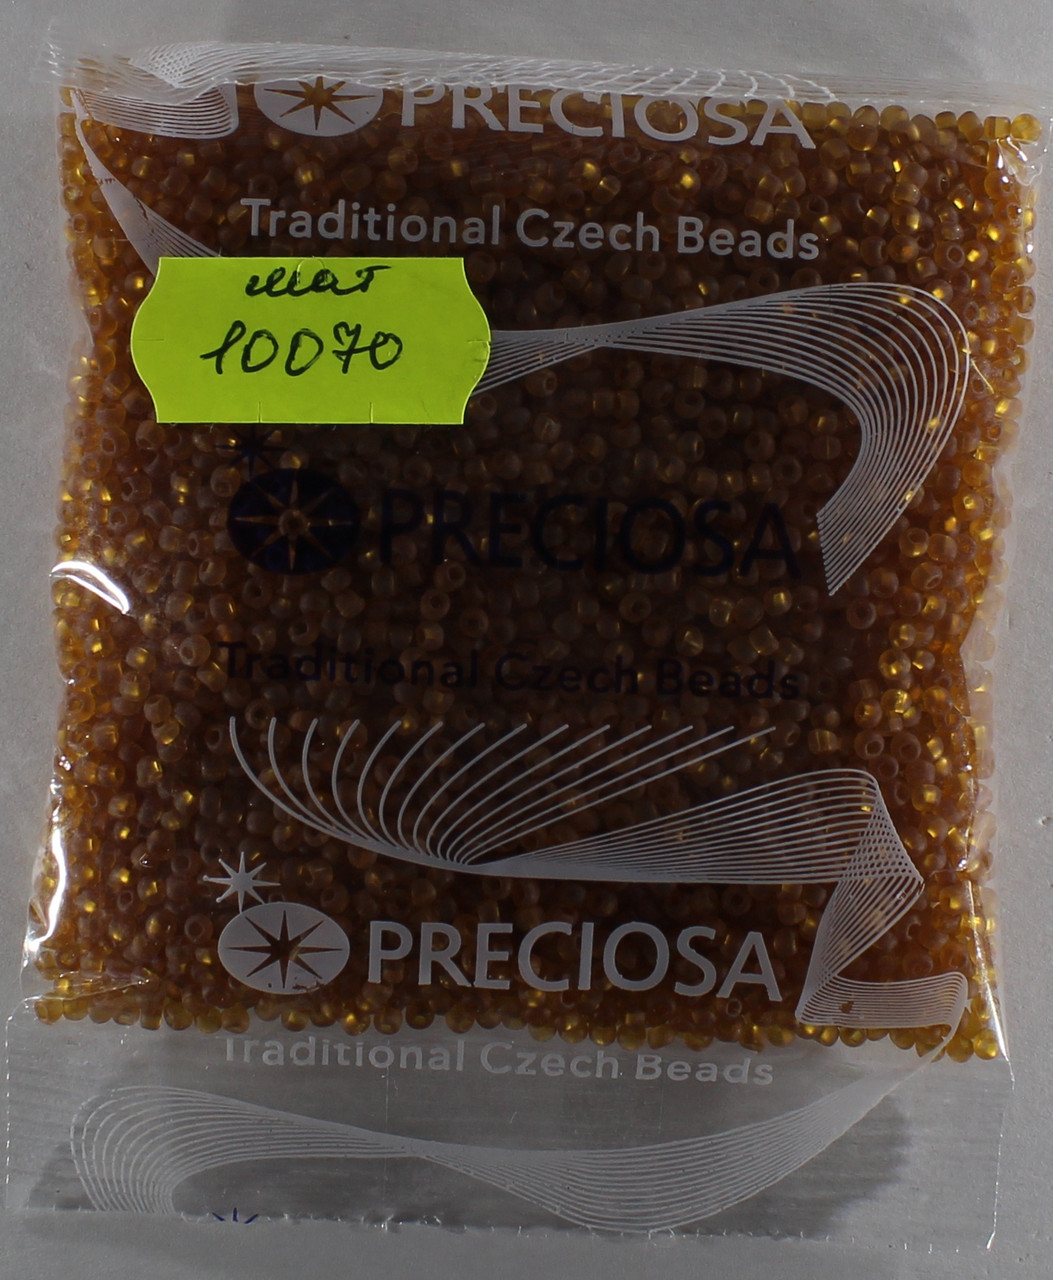 PRECIOSA
Traditional Czech Beads
мат
10070
PRECIOSA
Traditional Czech Beads
PRECIOSA
Traditional Czech Beads